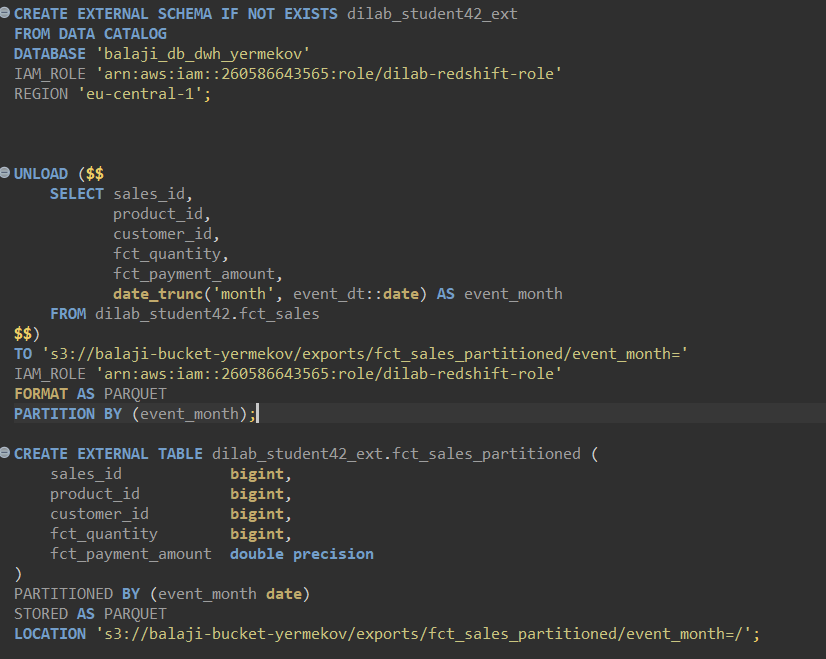 CREATE EXTERNAL SCHEMA IF NOT EXISTS dilab_student42_ext
FROM DATA CATALOG
DATABASE 'balaji_db_dwh_yermekov'
IAM_ROLE 'arn:aws:iam::260586643565:role/dilab-redshift-role'
REGION 'eu-central-1';
UNLOAD ($$
    SELECT sales_id,
           product_id,
           customer_id,
           fct_quantity,
           fct_payment_amount,
           date_trunc('month', event_dt::date) AS event_month
    FROM dilab_student42.fct_sales
$$)
TO 's3://balaji-bucket-yermekov/exports/fct_sales_partitioned/event_month='
IAM_ROLE 'arn:aws:iam::260586643565:role/dilab-redshift-role'
FORMAT AS PARQUET
PARTITION BY (event_month);
CREATE EXTERNAL TABLE dilab_student42_ext.fct_sales_partitioned (
    sales_id            bigint,
    product_id          bigint,
    customer_id         bigint,
    fct_quantity        bigint,
    fct_payment_amount  double precision
)
PARTITIONED BY (event_month date)
STORED AS PARQUET
LOCATION 's3://balaji-bucket-yermekov/exports/fct_sales_partitioned/event_month=/';